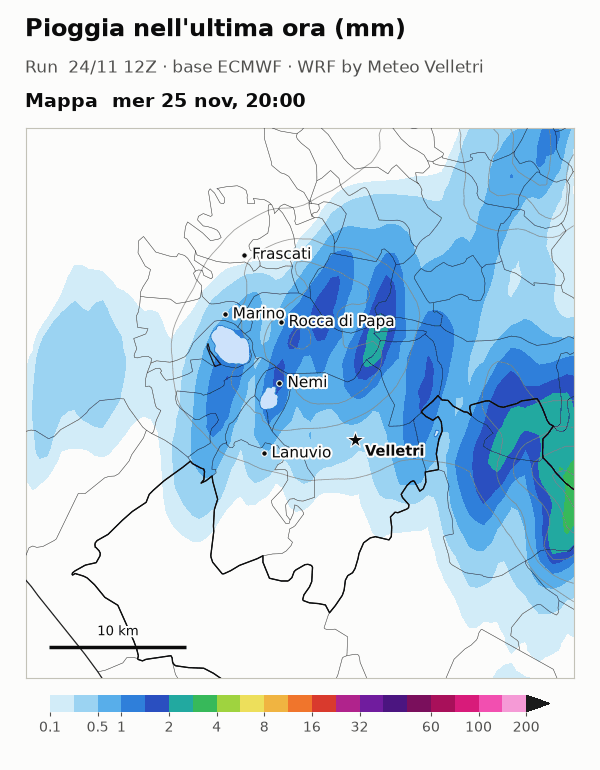 Pioggia nell'ultima ora (mm)
Run  24/11 12Z · base ECMWF · WRF by Meteo Velletri
Mappa  mer 25 nov, 20:00
Frascati
Marino
Rocca di Papa
Nemi
Velletri
Lanuvio
10 km
0.1 0.5 1 2 4 8 16 32 60 100 200